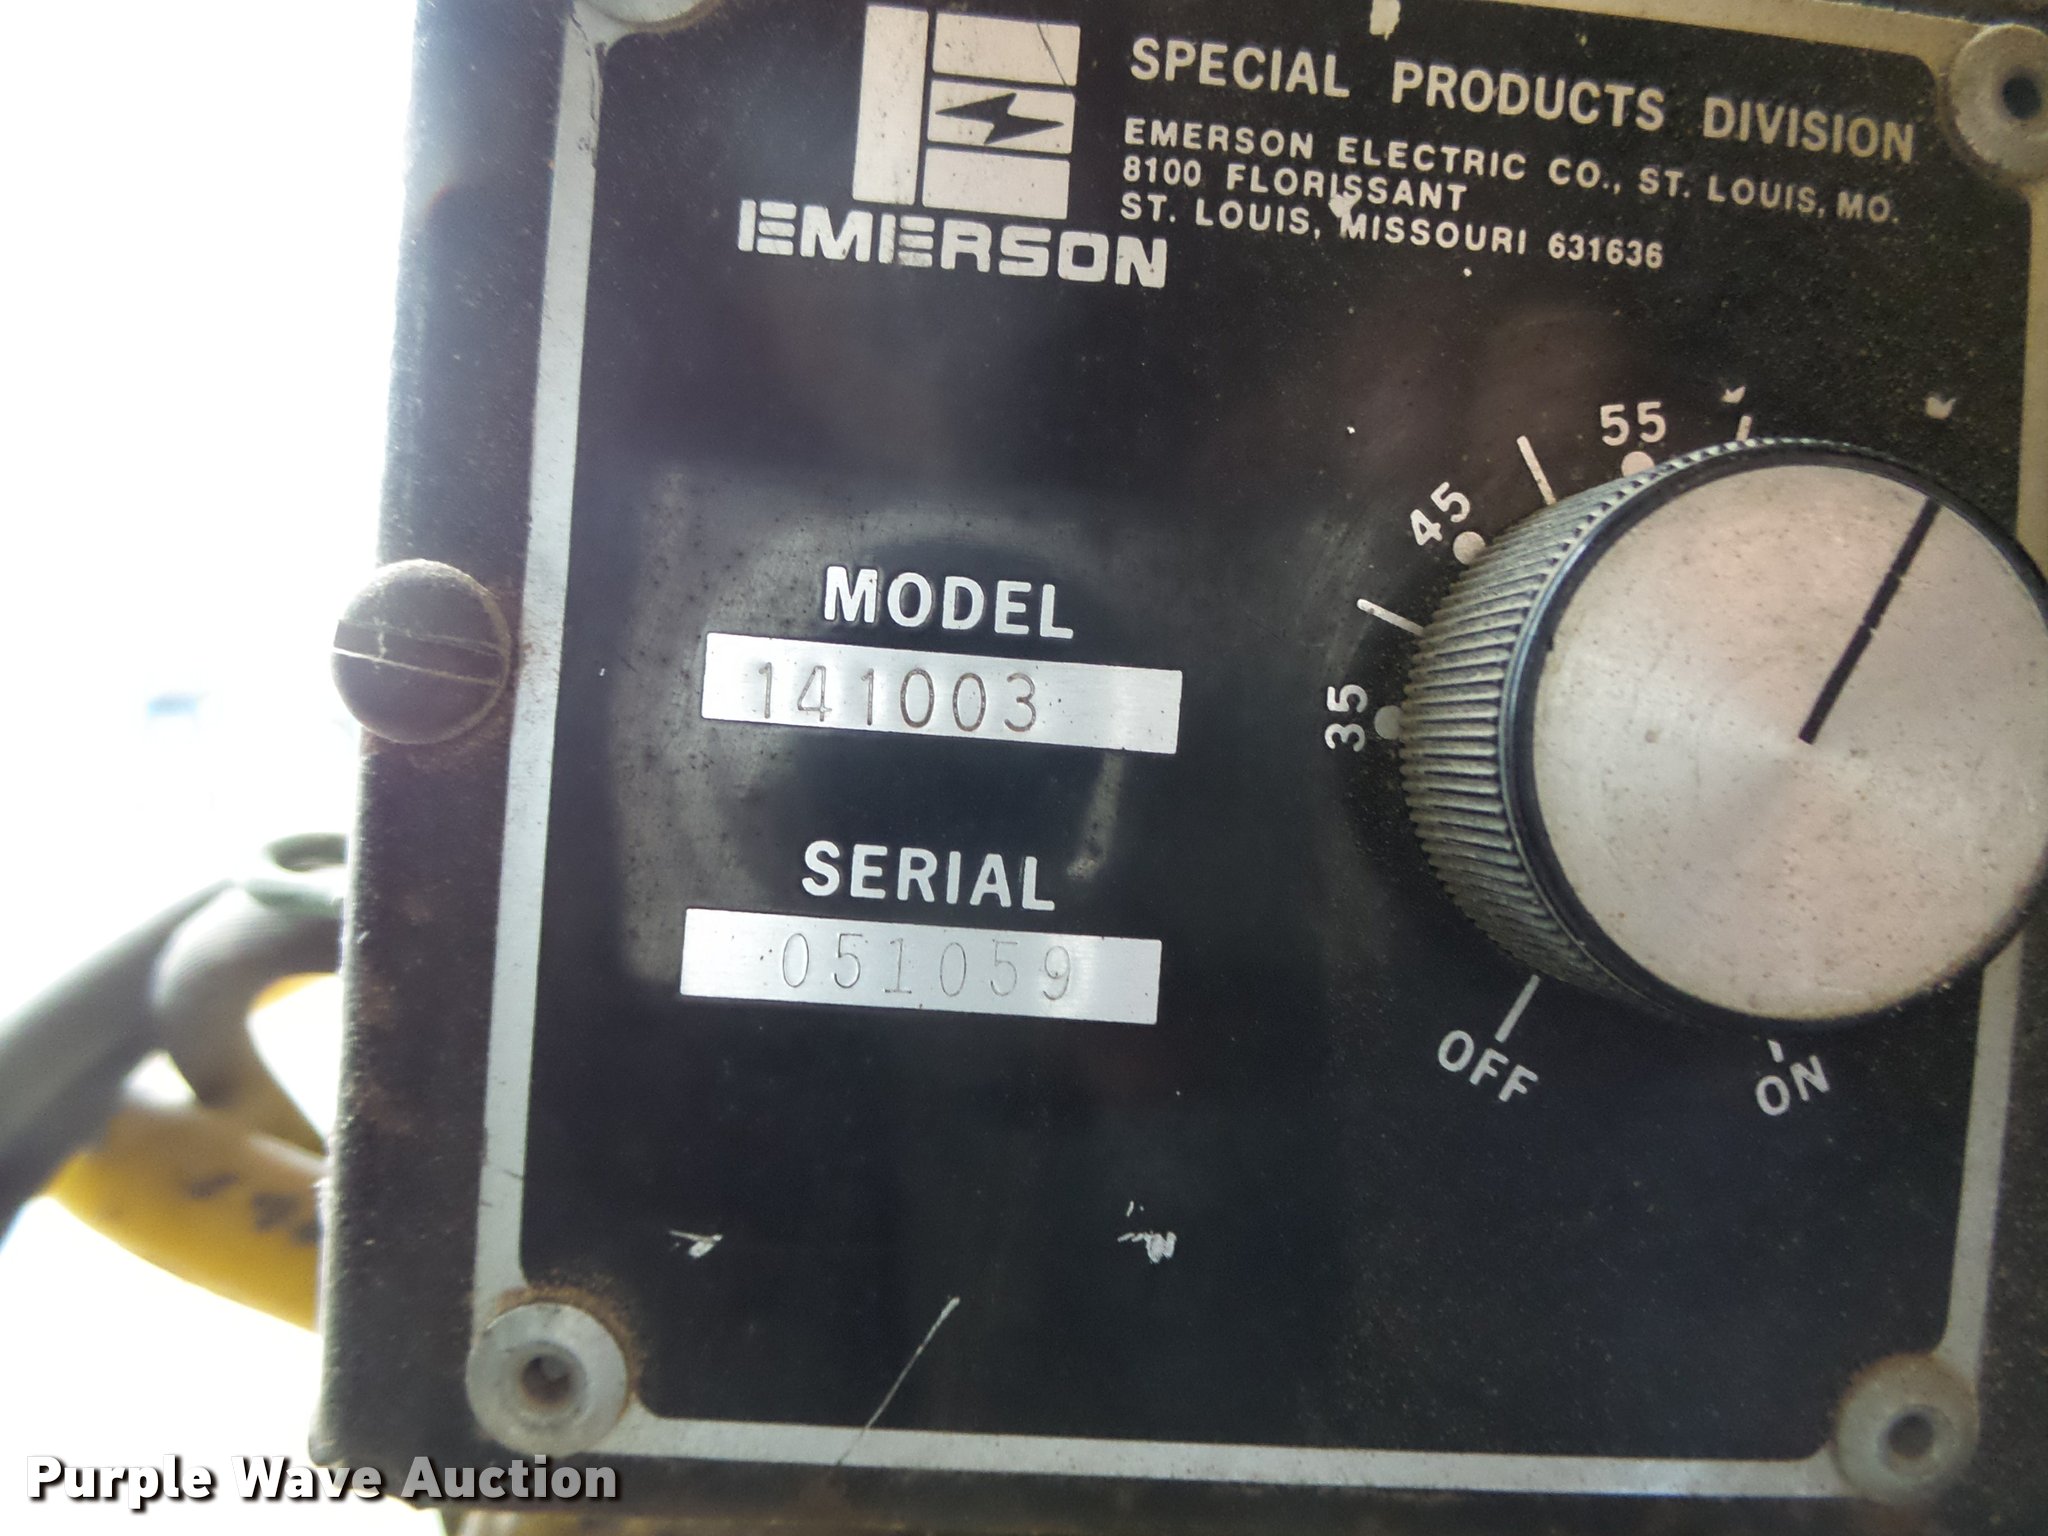 SPECIAL PRODUCTS DIVISION
EMERSON ELECTRIC CO., ST. LOUIS, MO.
8100 FLORISSANT
ST. LOUIS, MISSOURI 631636
EMERSON
55
45
35
MODEL
141003
SERIAL
051059
OFF
ON
Purple Wave Auction